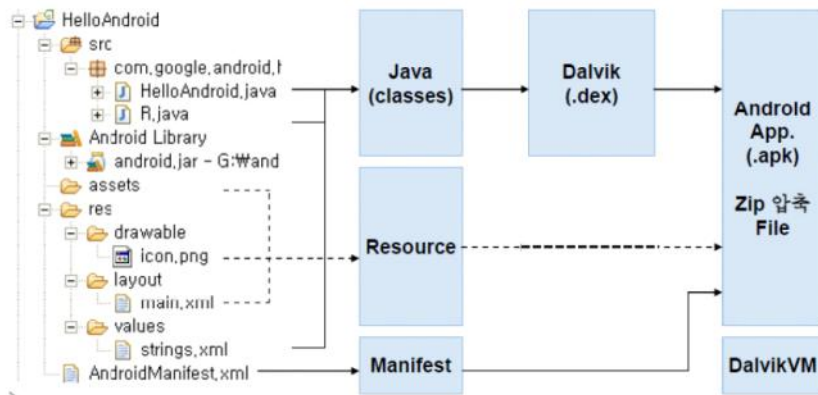 HelloAndroid
src
com,google,android,h
HelloAndroid,java
R,java
Android Library
android,jar - G:₩and
assets
res
drawable
icon,png
layout
main,xml
values
strings,xml
AndroidManifest,xml
Java
(classes)
Dalvik
(.dex)
Resource
Manifest
Android
App.
(.apk)
Zip 압축
File
DalvikVM